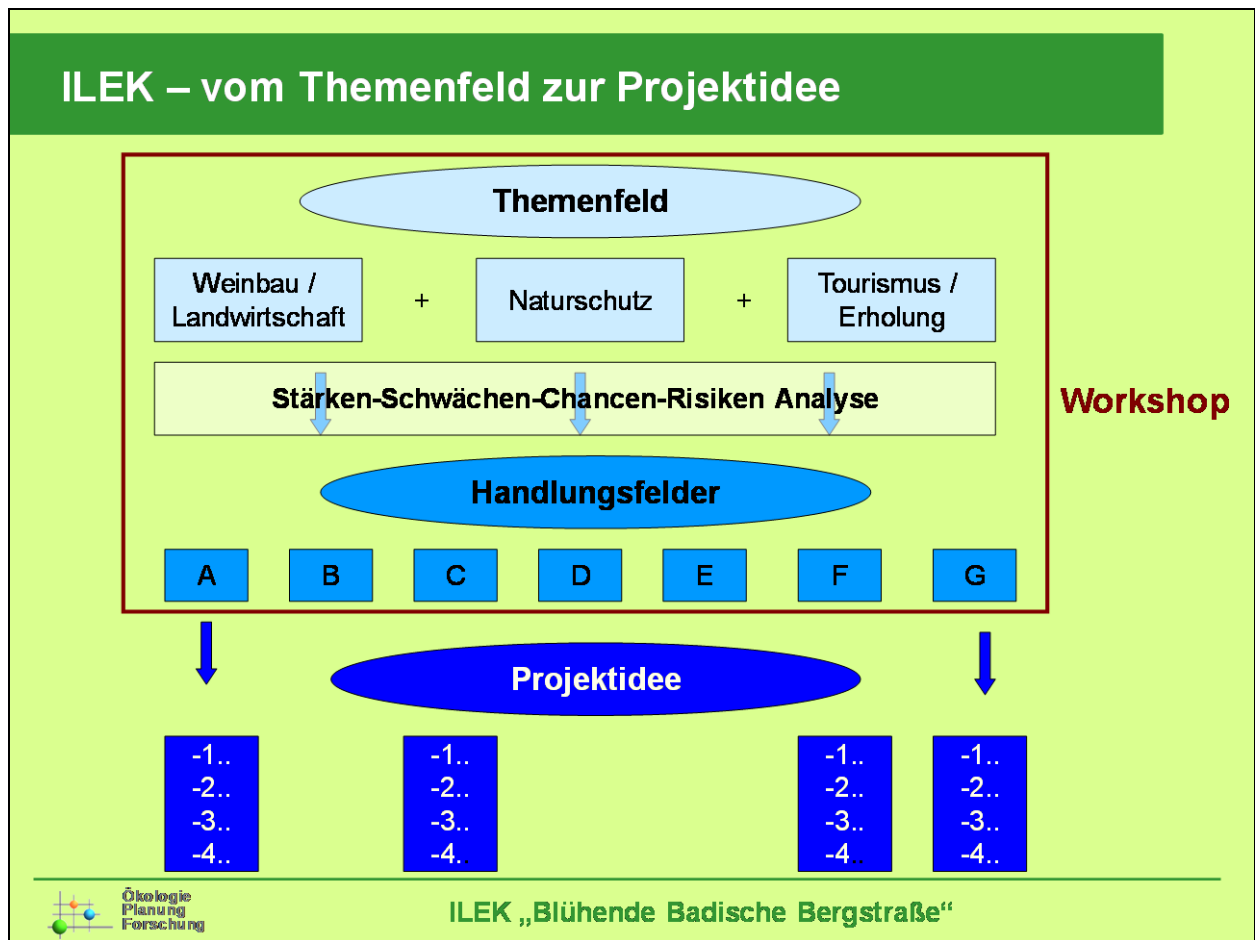 ILEK – vom Themenfeld zur Projektidee
Themenfeld
Weinbau /
Landwirtschaft
+
Naturschutz
+
Tourismus /
Erholung
Stärken-Schwächen-Chancen-Risiken Analyse
Workshop
Handlungsfelder
A B C D E F G
Projektidee
-1..
-2..
-3..
-4..
-1..
-2..
-3..
-4..
-1..
-2..
-3..
-4..
-1..
-2..
-3..
-4..
Ökologie
Planung
Forschung
ILEK „Blühende Badische Bergstraße“